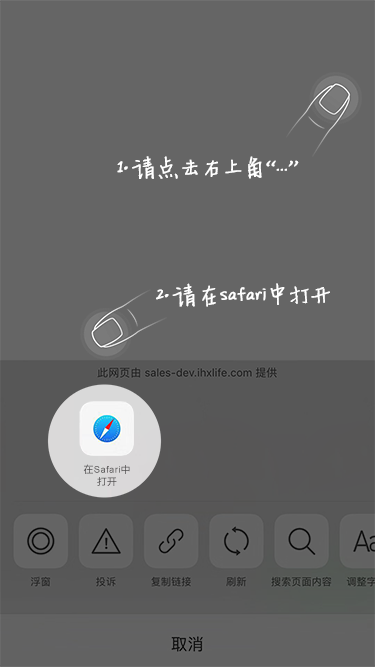 1.请点击右上角“...”
2.请在safari中打开
此网页由 sales-dev.ihxlife.com 提供
在Safari中
打开
浮窗
投诉
复制链接
刷新
搜索页面内容
调整字
Aa
取消